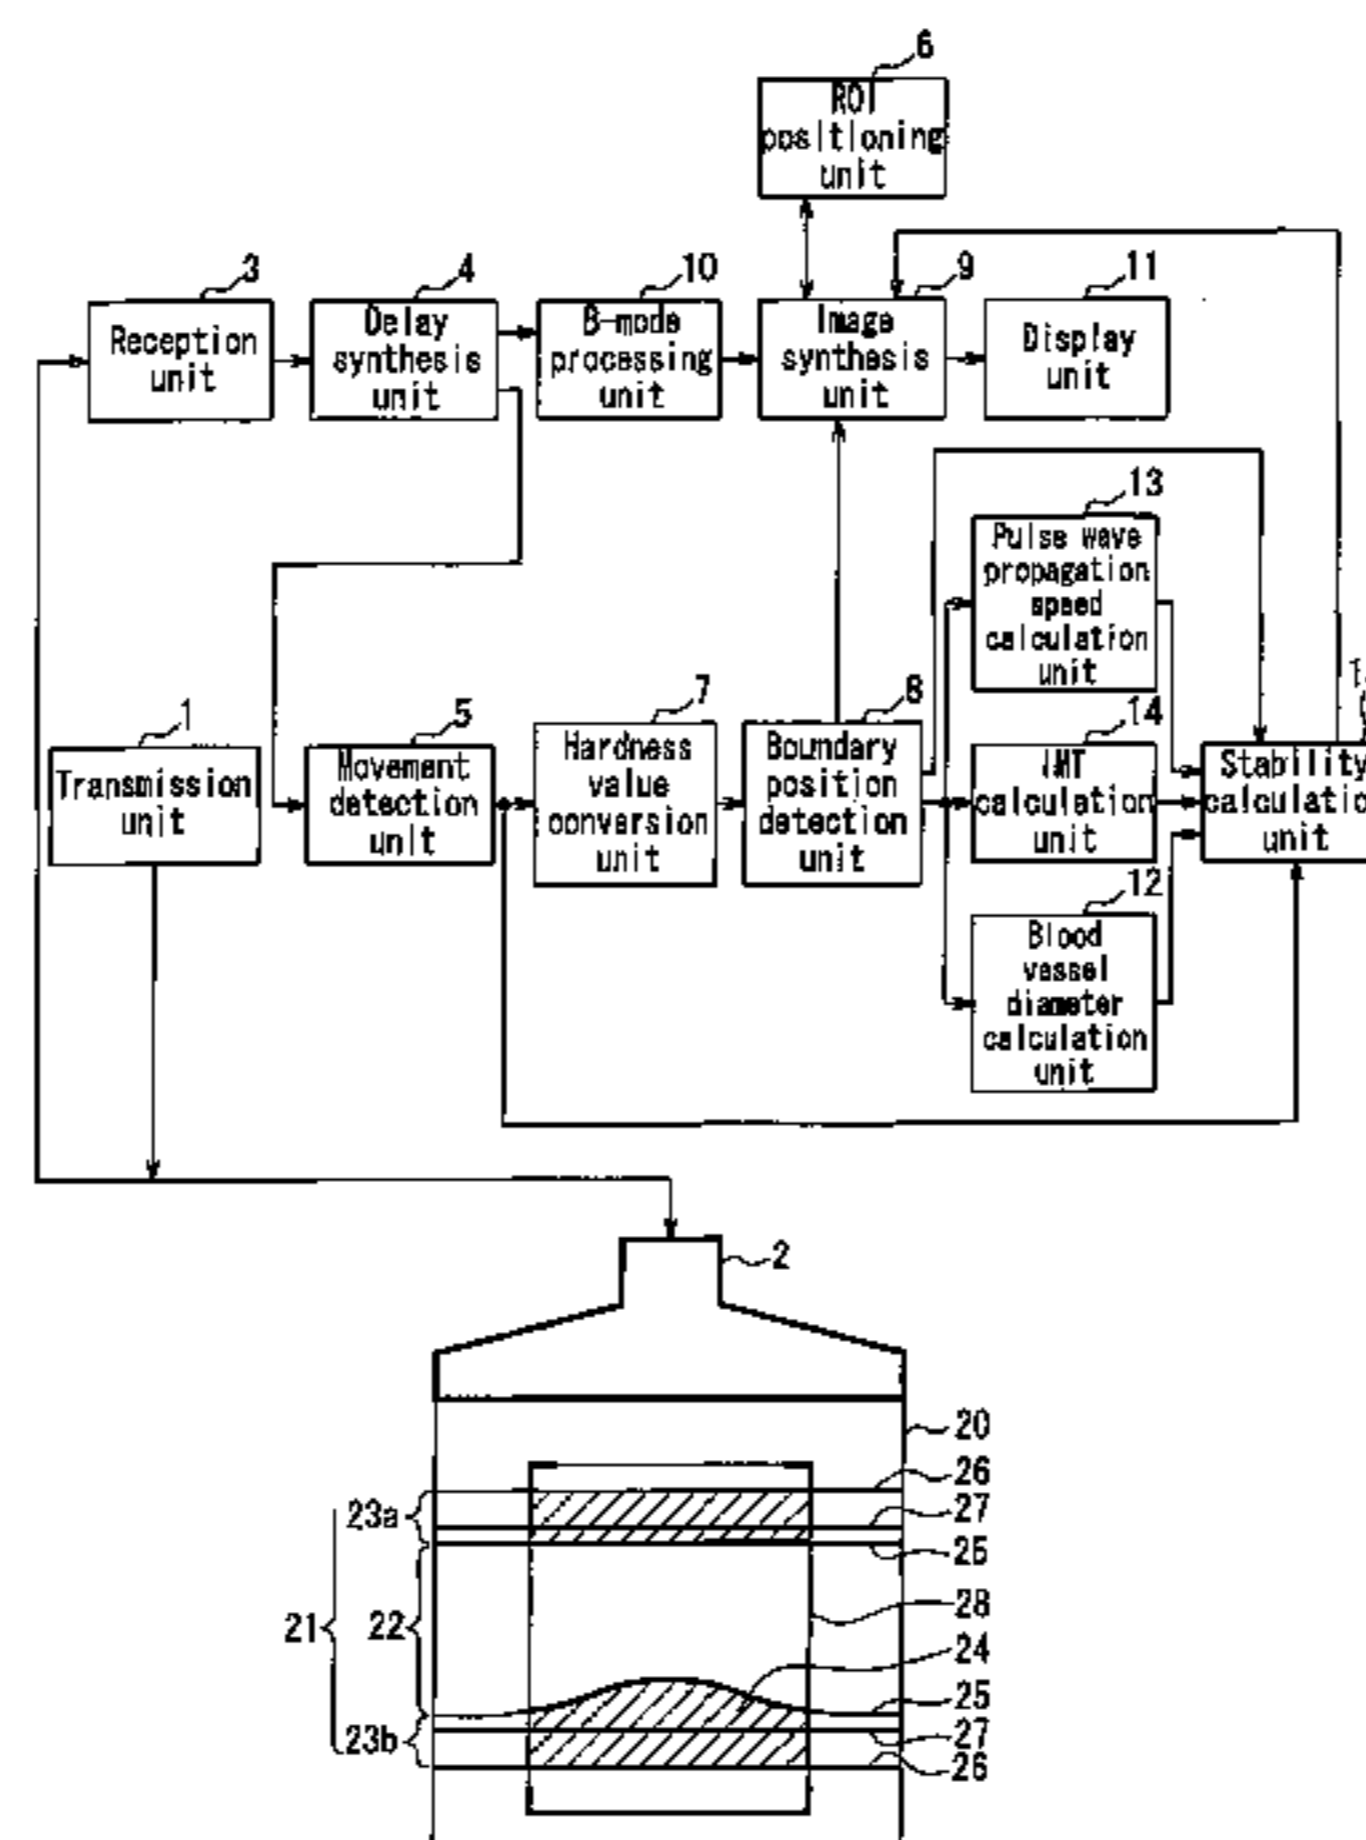 6
ROI
positioning
unit
3
Reception
unit
4
Delay
synthesis
unit
10
B-mode
processing
unit
9
Image
synthesis
unit
11
Display
unit
13
Pulse wave
propagation
speed
calculation
unit
1
Transmission
unit
5
Movement
detection
unit
7
Hardness
value
conversion
unit
8
Boundary
position
detection
unit
14
IMT
calculation
unit
Stability
calculatio
unit
12
Blood
vessel
diameter
calculation
unit
2
20
26
23a
27
25
28
21
22
24
25
23b
27
26